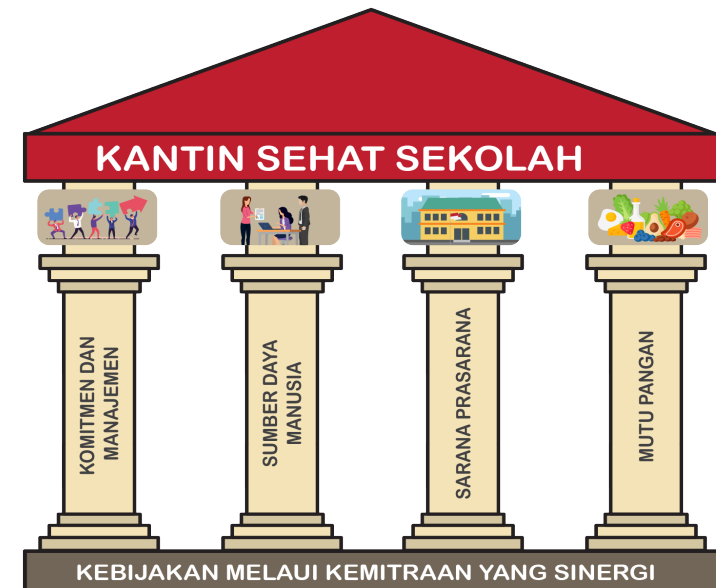 KANTIN SEHAT SEKOLAH
KOMITMEN DAN
MANAJEMEN
SUMBER DAYA
MANUSIA
SARANA PRASARANA
MUTU PANGAN
KEBIJAKAN MELAUI KEMITRAAN YANG SINERGI